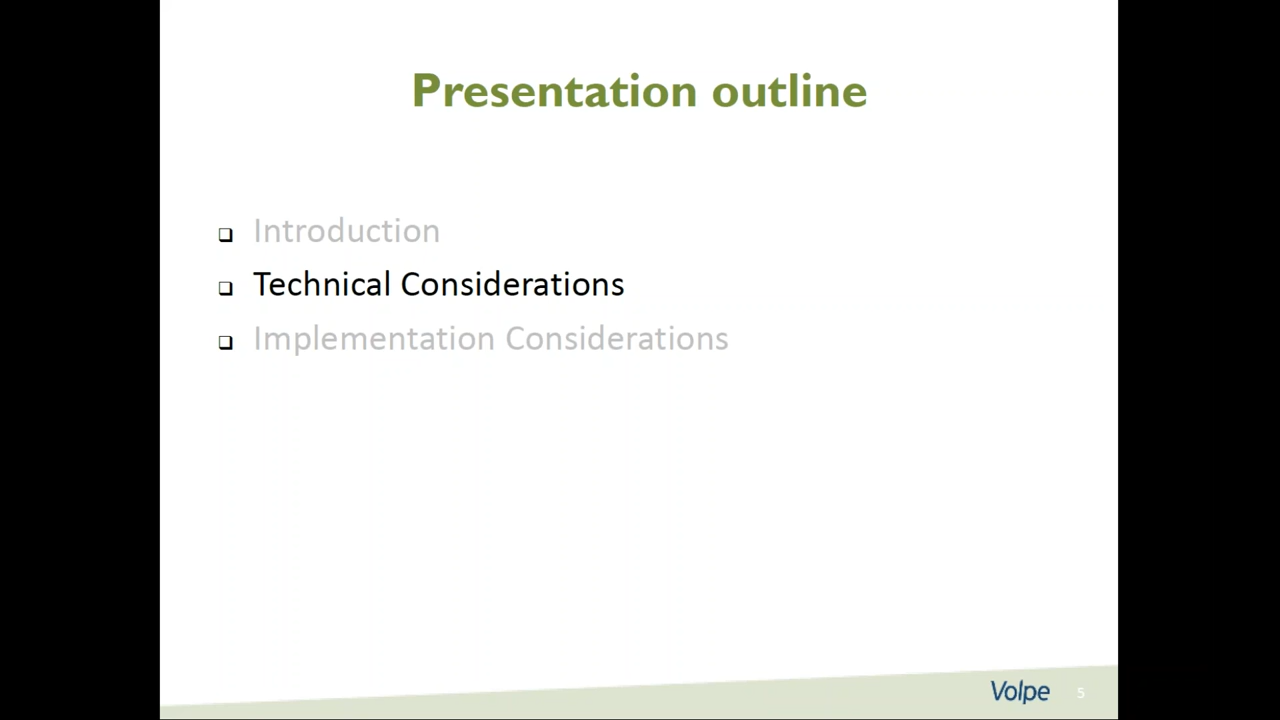 Presentation outline
Introduction
Technical Considerations
Implementation Considerations
Volpe 5